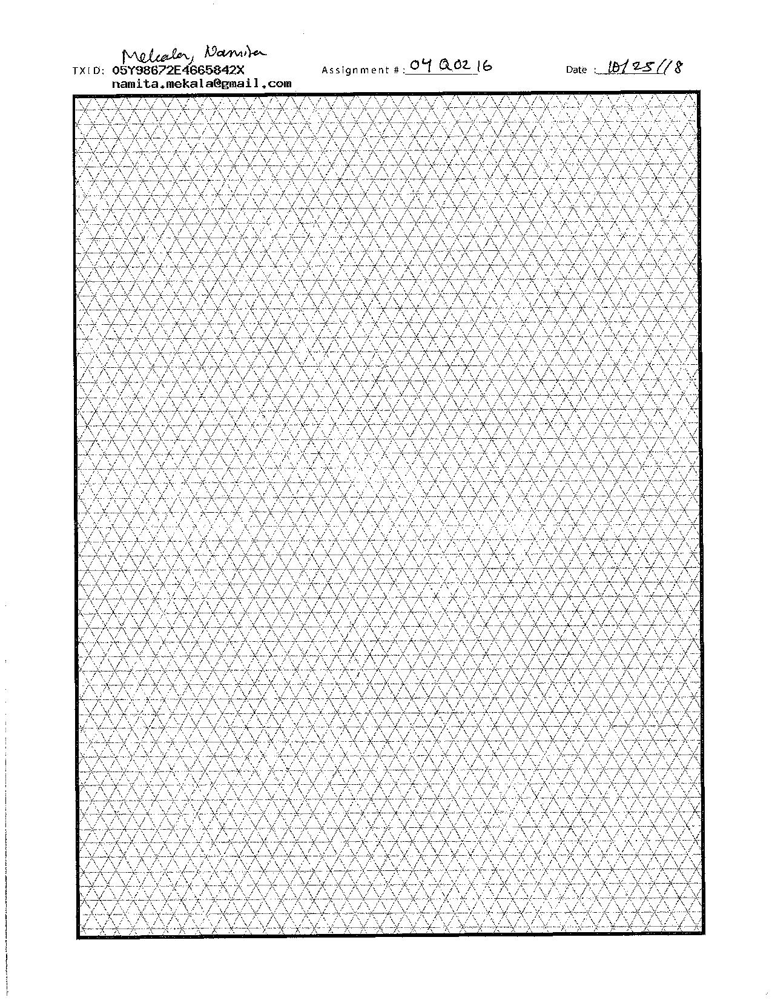 Mekala, Namita
TXID: 05Y98672E4665842X Assignment #: 04 Q02 16 Date : 10/25/18
namita.mekala@gmail.com